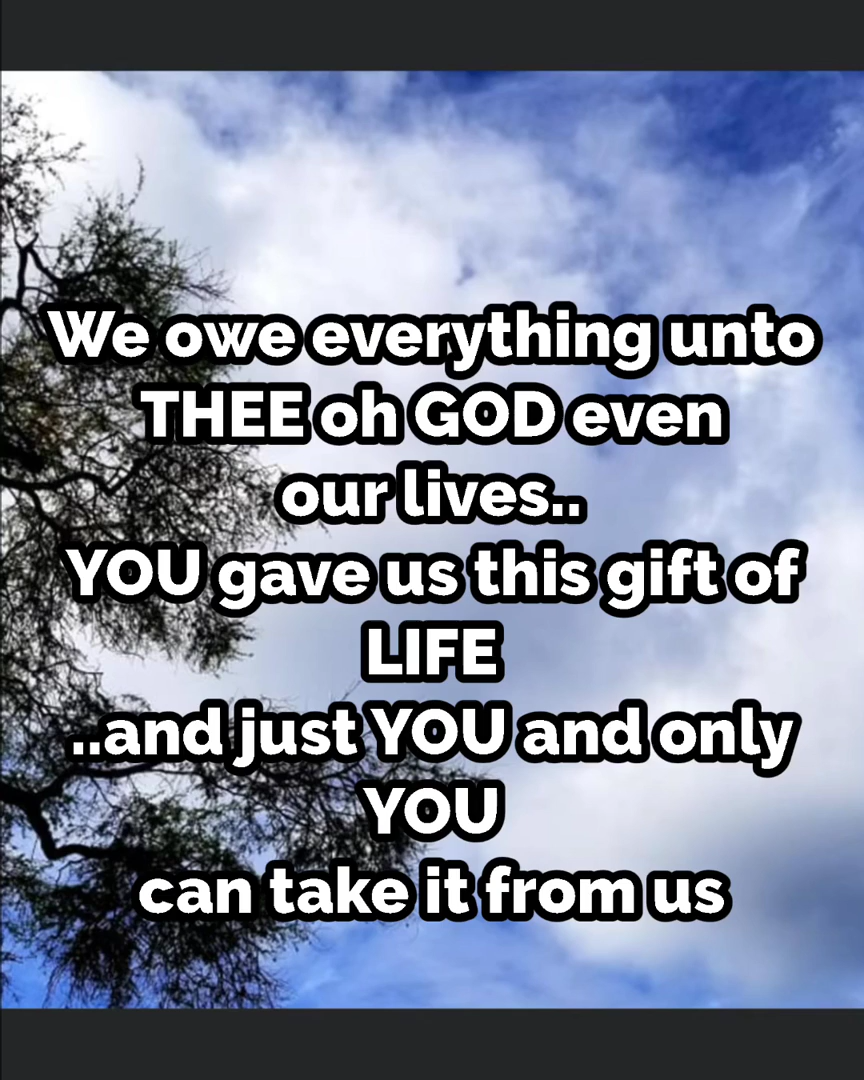 We owe everything unto
THEE oh GOD even
our lives..
YOU gave us this gift of
LIFE
..and just YOU and only
YOU
can take it from us